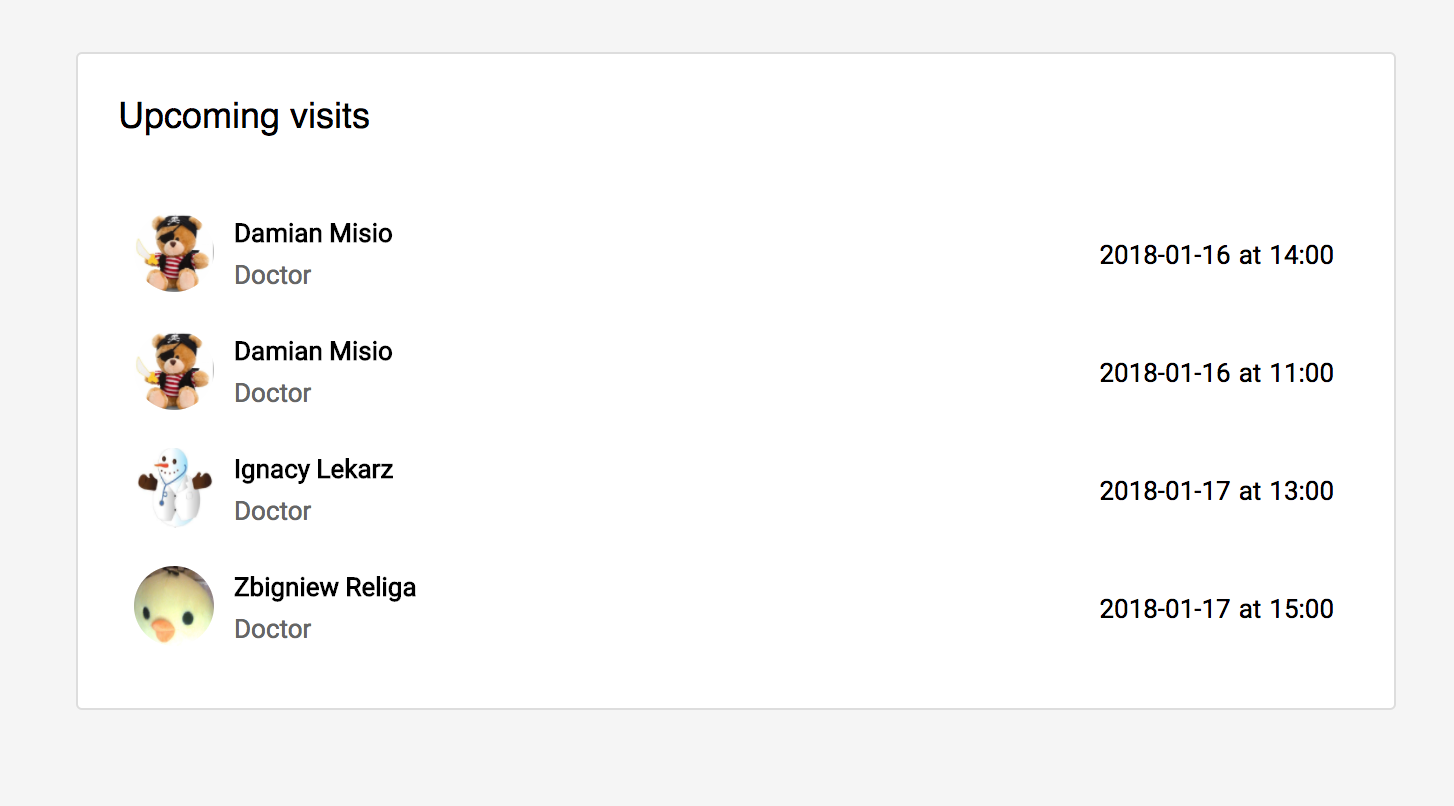 Upcoming visits
Damian Misio
Doctor
2018-01-16 at 14:00
Damian Misio
Doctor
2018-01-16 at 11:00
Ignacy Lekarz
Doctor
2018-01-17 at 13:00
Zbigniew Religa
Doctor
2018-01-17 at 15:00